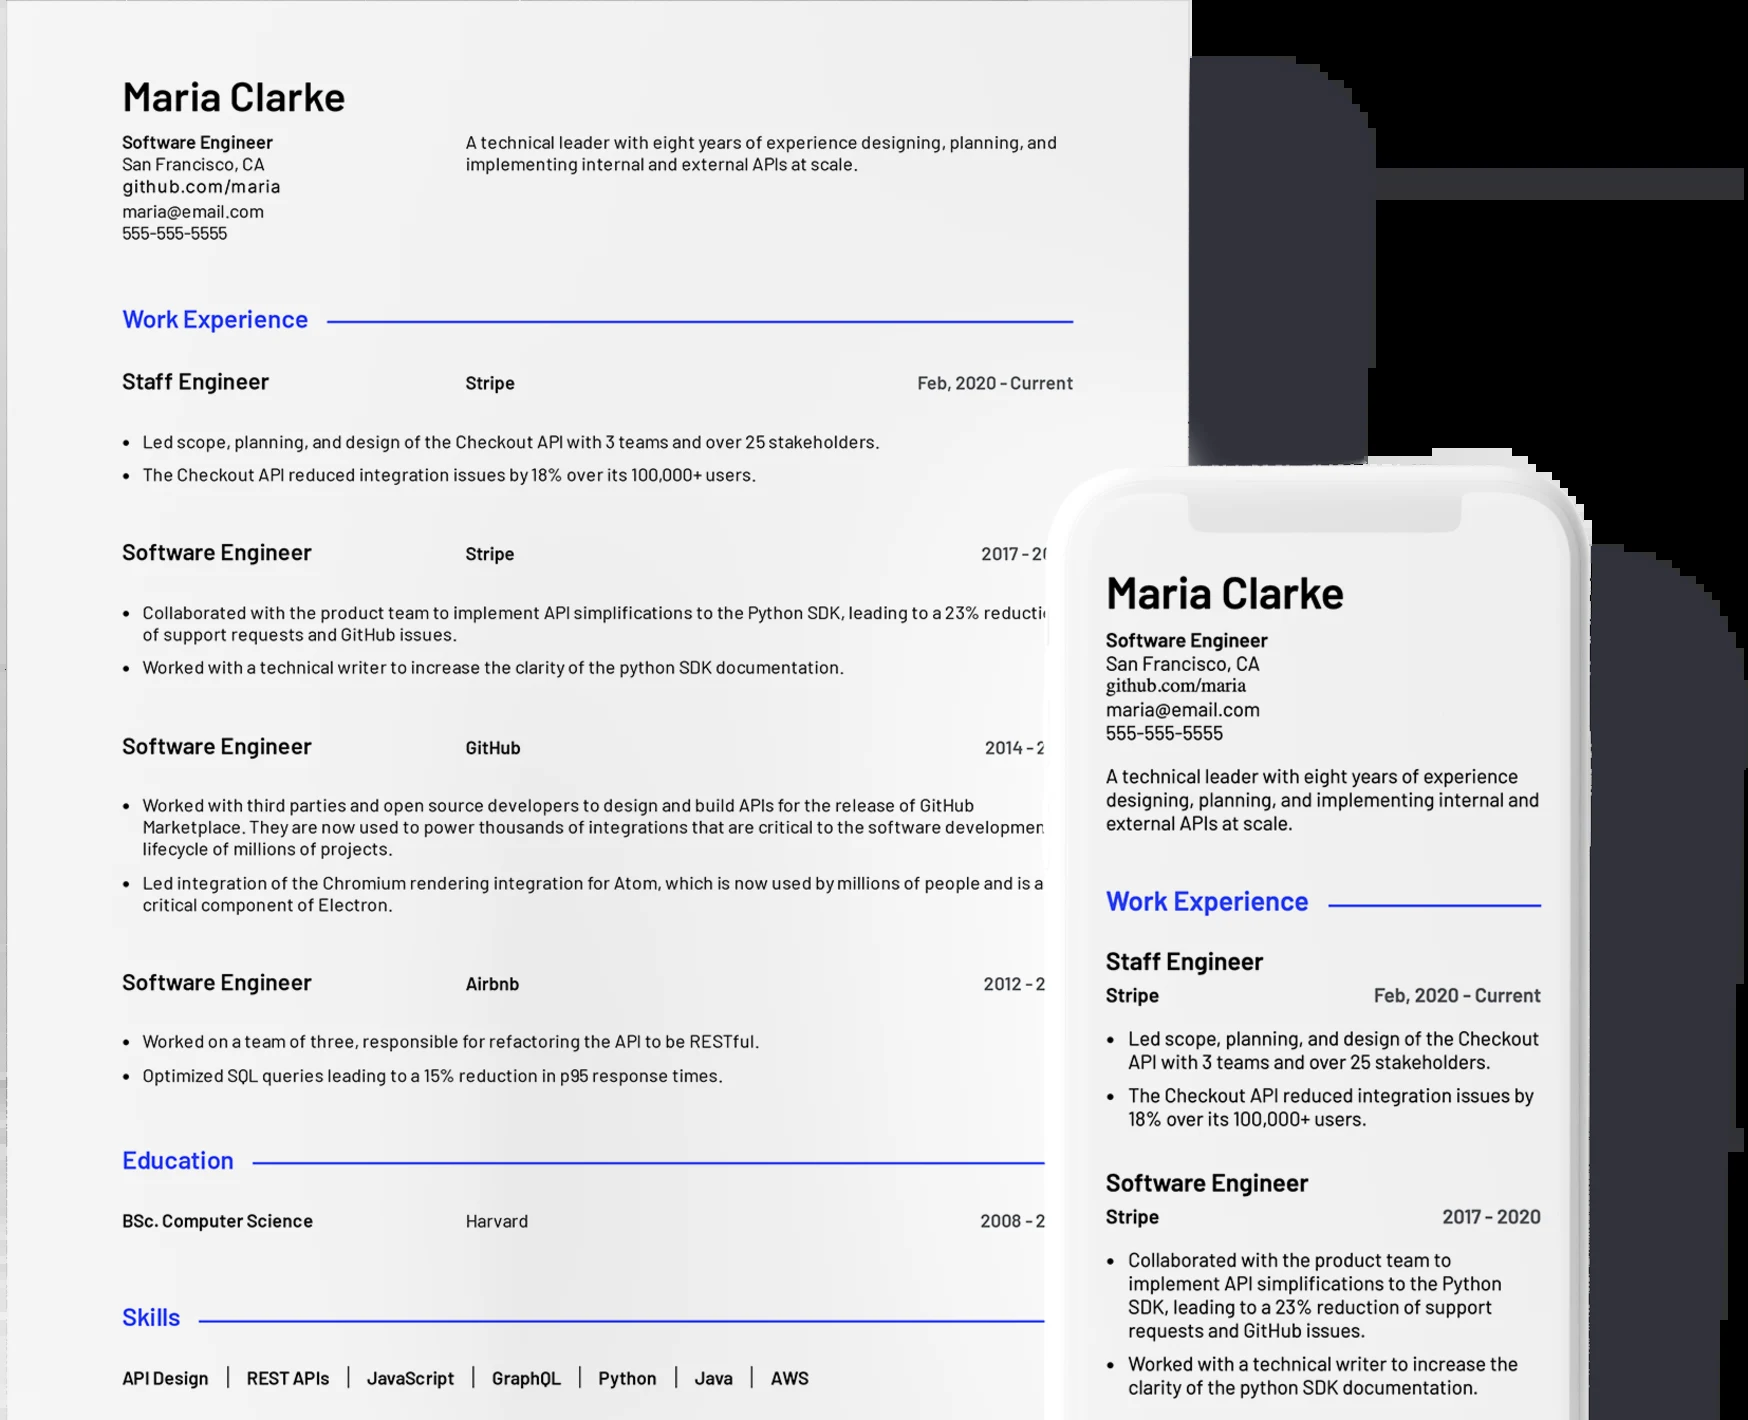 Maria Clarke
Software Engineer
San Francisco, CA
github.com/maria
maria@email.com
555-555-5555
A technical leader with eight years of experience designing, planning, and
implementing internal and external APIs at scale.
Work Experience
Staff Engineer Stripe Feb, 2020 - Current
• Led scope, planning, and design of the Checkout API with 3 teams and over 25 stakeholders.
• The Checkout API reduced integration issues by 18% over its 100,000+ users.
Software Engineer Stripe 2017 - 20
• Collaborated with the product team to implement API simplifications to the Python SDK, leading to a 23% reducti
of support requests and GitHub issues.
• Worked with a technical writer to increase the clarity of the python SDK documentation.
Software Engineer GitHub 2014 - 2
• Worked with third parties and open source developers to design and build APIs for the release of GitHub
Marketplace. They are now used to power thousands of integrations that are critical to the software developmen
lifecycle of millions of projects.
• Led integration of the Chromium rendering integration for Atom, which is now used by millions of people and is a
critical component of Electron.
Software Engineer Airbnb 2012 - 2
• Worked on a team of three, responsible for refactoring the API to be RESTful.
• Optimized SQL queries leading to a 15% reduction in p95 response times.
Education
BSc. Computer Science Harvard 2008 - 2
Skills
API Design | REST APIs | JavaScript | GraphQL | Python | Java | AWS
Maria Clarke
Software Engineer
San Francisco, CA
github.com/maria
maria@email.com
555-555-5555
A technical leader with eight years of experience
designing, planning, and implementing internal and
external APIs at scale.
Work Experience
Staff Engineer
Stripe Feb, 2020 - Current
• Led scope, planning, and design of the Checkout
API with 3 teams and over 25 stakeholders.
• The Checkout API reduced integration issues by
18% over its 100,000+ users.
Software Engineer
Stripe 2017 - 2020
• Collaborated with the product team to
implement API simplifications to the Python
SDK, leading to a 23% reduction of support
requests and GitHub issues.
• Worked with a technical writer to increase the
clarity of the python SDK documentation.